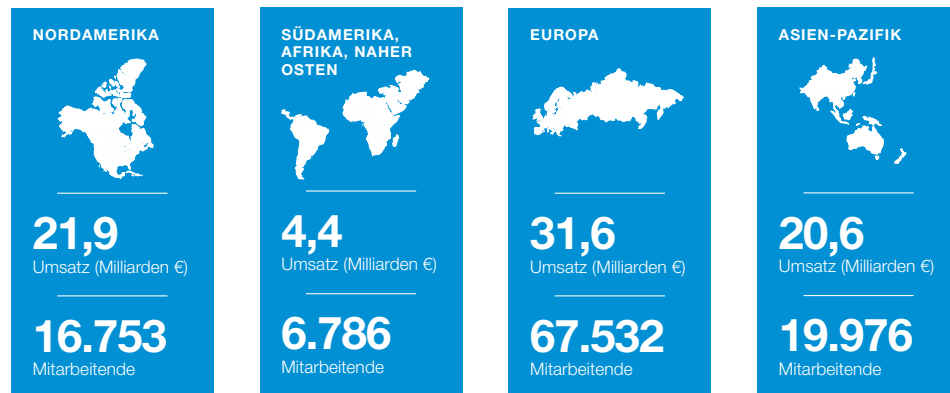 NORDAMERIKA
21,9
Umsatz (Milliarden €)
16.753
Mitarbeitende
SÜDAMERIKA,
AFRIKA, NAHER
OSTEN
4,4
Umsatz (Milliarden €)
6.786
Mitarbeitende
EUROPA
31,6
Umsatz (Milliarden €)
67.532
Mitarbeitende
ASIEN-PAZIFIK
20,6
Umsatz (Milliarden €)
19.976
Mitarbeitende